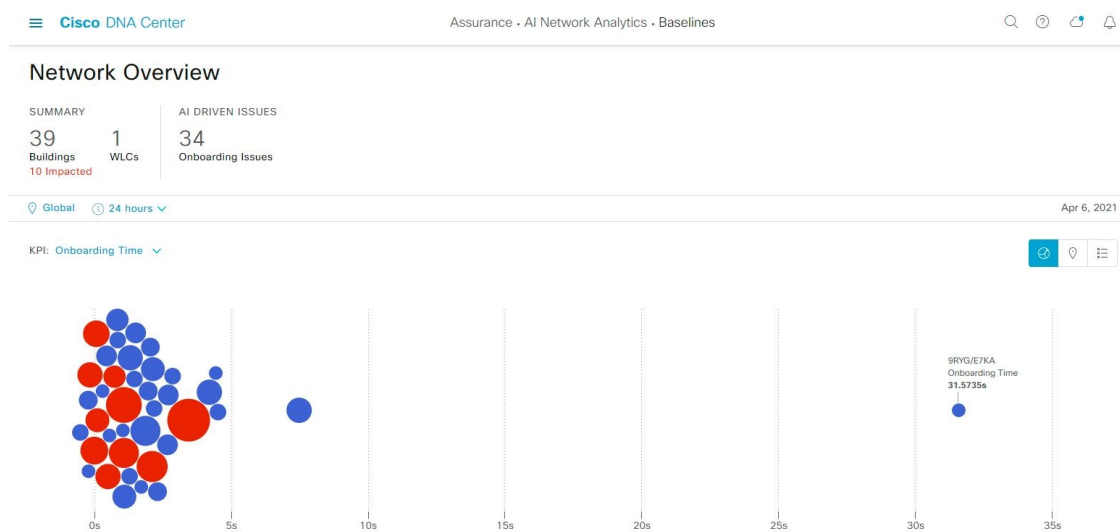 Cisco DNA Center
Assurance · AI Network Analytics · Baselines
Network Overview
SUMMARY
AI DRIVEN ISSUES
39
1
34
Buildings
WLCs
Onboarding Issues
10 Impacted
Global
24 hours
Apr 6, 2021
KPI: Onboarding Time
9RYG/E7KA
Onboarding Time
31.5735s
0s
5s
10s
15s
20s
25s
30s
35s